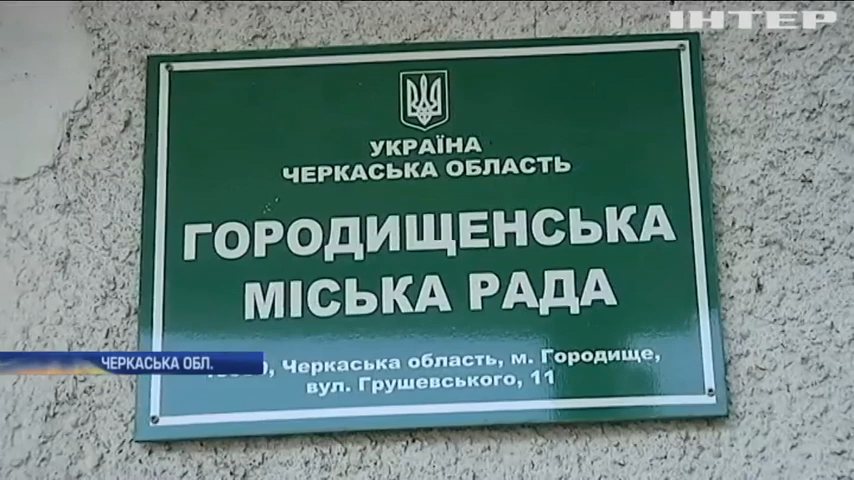 ІНТЕР
УКРАЇНА
ЧЕРКАСЬКА ОБЛАСТЬ
ГОРОДИЩЕНСЬКА
МІСЬКА РАДА
ЧЕРКАСЬКА ОБЛ.
Черкаська область, м. Городище,
вул. Грушевського, 11